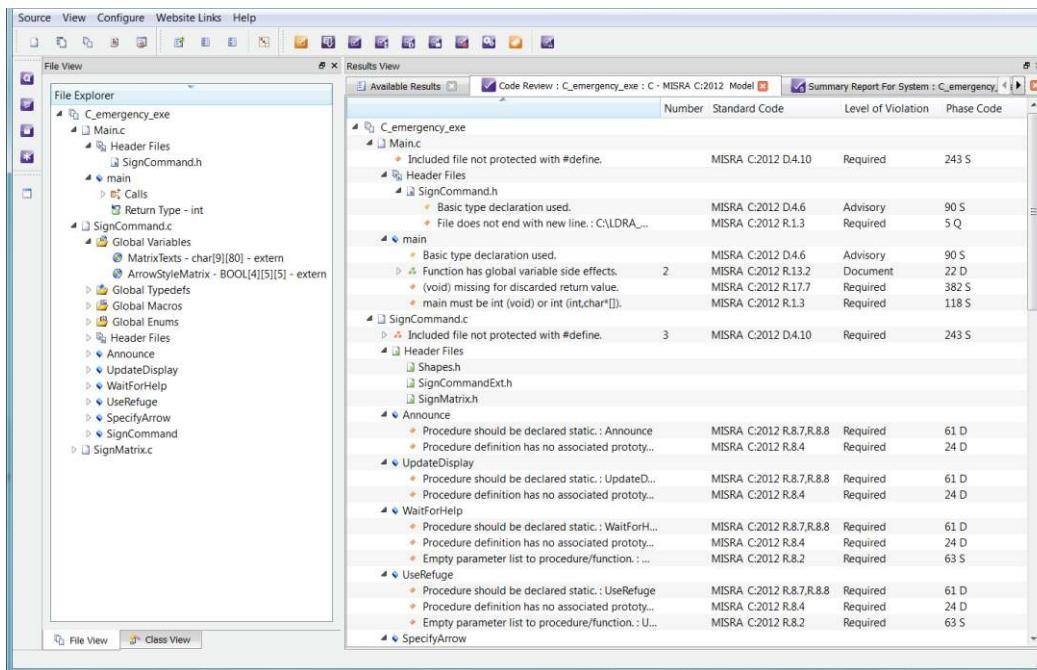 Source View Configure Website Links Help
File View
File Explorer
C_emergency_exe
Main.c
Header Files
SignCommand.h
main
Calls
Return Type - int
SignCommand.c
Global Variables
MatrixTexts - char[9][80] - extern
ArrowStyleMatrix - BOOL[4][5][5] - extern
Global Typedefs
Global Macros
Global Enums
Header Files
Announce
UpdateDisplay
WaitForHelp
UseRefuge
SpecifyArrow
SignCommand
SignMatrix.c
File View Class View
Results View
Available Results Code Review : C_emergency_exe : C - MISRA C:2012 Model Summary Report For System : C_emergency_
Number Standard Code Level of Violation Phase Code
C_emergency_exe
Main.c
Included file not protected with #define. MISRA C:2012 D.4.10 Required 243 S
Header Files
SignCommand.h
Basic type declaration used. MISRA C:2012 D.4.6 Advisory 90 S
File does not end with new line. : C:\LDRA_... MISRA C:2012 R.1.3 Required 5 Q
main
Basic type declaration used. MISRA C:2012 D.4.6 Advisory 90 S
Function has global variable side effects. 2 MISRA C:2012 R.13.2 Document 22 D
(void) missing for discarded return value. MISRA C:2012 R.17.7 Required 382 S
main must be int (void) or int (int,char*[]). MISRA C:2012 R.1.3 Required 118 S
SignCommand.c
Included file not protected with #define. 3 MISRA C:2012 D.4.10 Required 243 S
Header Files
Shapes.h
SignCommandExt.h
SignMatrix.h
Announce
Procedure should be declared static. : Announce MISRA C:2012 R.8.7,R.8.8 Required 61 D
Procedure definition has no associated prototy... MISRA C:2012 R.8.4 Required 24 D
UpdateDisplay
Procedure should be declared static. : UpdateD... MISRA C:2012 R.8.7,R.8.8 Required 61 D
Procedure definition has no associated prototy... MISRA C:2012 R.8.4 Required 24 D
WaitForHelp
Procedure should be declared static. : WaitForH... MISRA C:2012 R.8.7,R.8.8 Required 61 D
Procedure definition has no associated prototy... MISRA C:2012 R.8.4 Required 24 D
Empty parameter list to procedure/function. : ... MISRA C:2012 R.8.2 Required 63 S
UseRefuge
Procedure should be declared static. : UseRefuge MISRA C:2012 R.8.7,R.8.8 Required 61 D
Procedure definition has no associated prototy... MISRA C:2012 R.8.4 Required 24 D
Empty parameter list to procedure/function. : U... MISRA C:2012 R.8.2 Required 63 S
SpecifyArrow